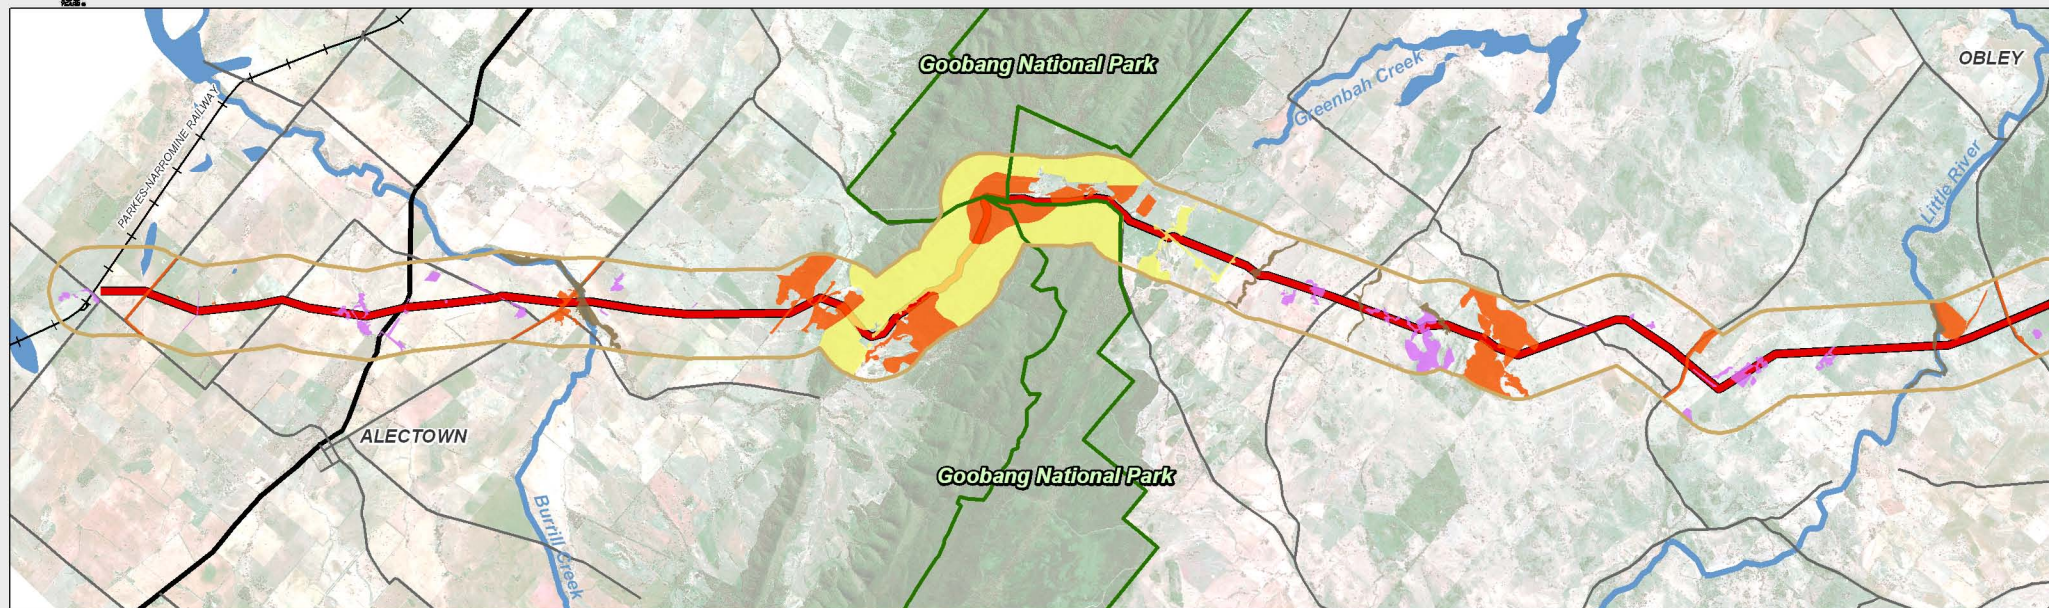 Goobang National Park
OBLEY
Greenbah Creek
PARKES-NARROMINE RAILWAY
Little River
ALECTOWN
Goobang National Park
Burrill Creek